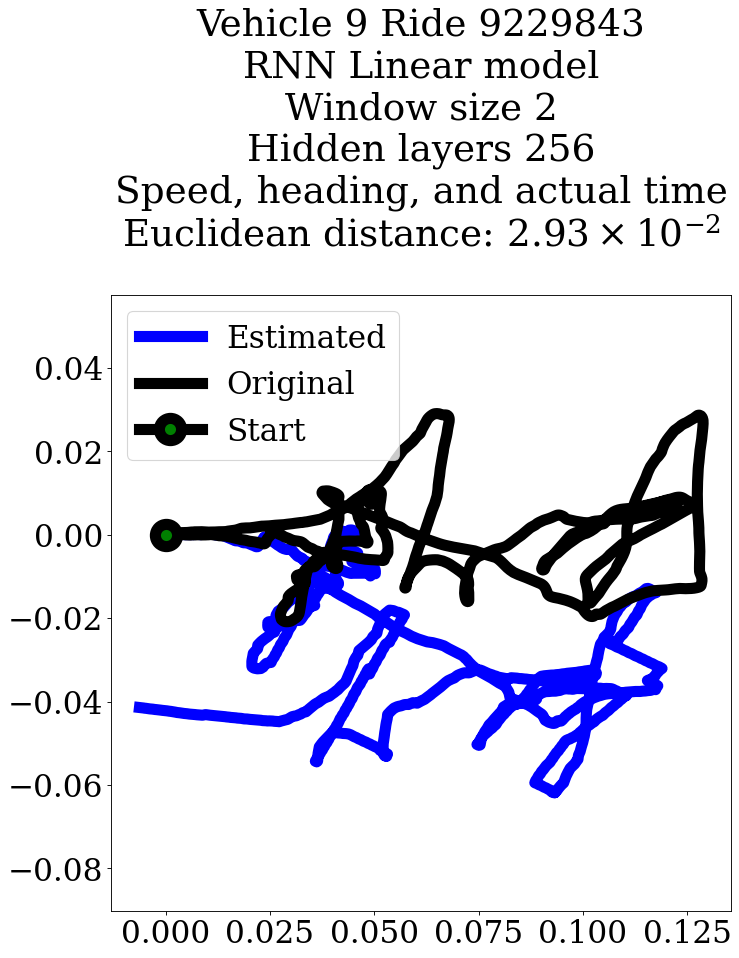 Vehicle 9 Ride 9229843
RNN Linear model
Window size 2
Hidden layers 256
Speed, heading, and actual time
Euclidean distance: 2.93 × 10⁻²
Estimated
Original
Start
0.04
0.02
0.00
−0.02
−0.04
−0.06
−0.08
0.000 0.025 0.050 0.075 0.100 0.125